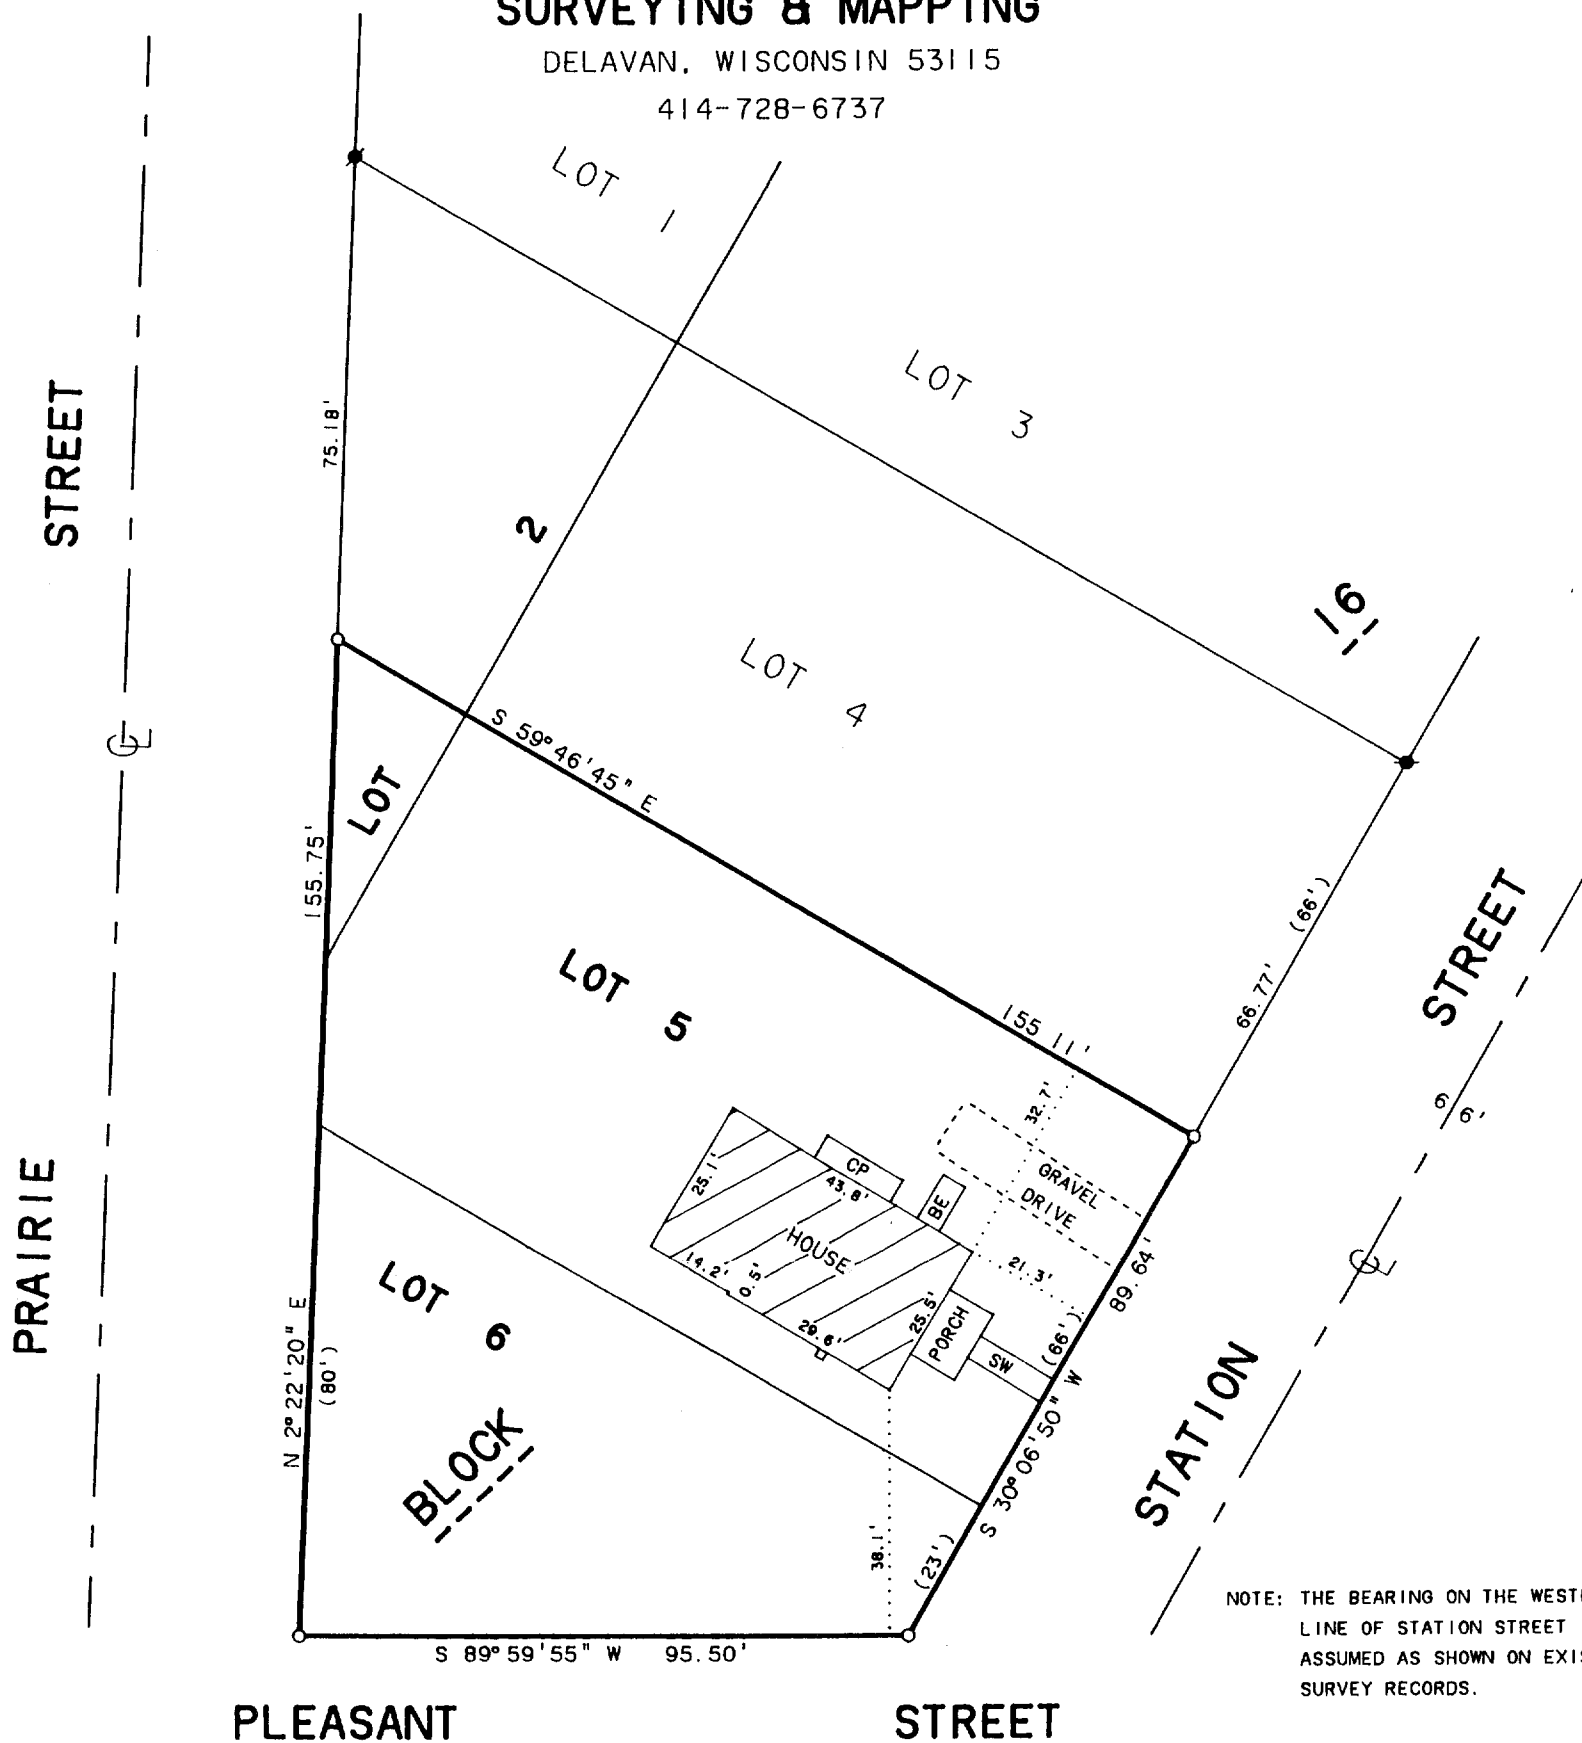 SURVEYING & MAPPING
DELAVAN, WISCONSIN 53115
414-728-6737
LOT 1
LOT 3
STREET
75.18'
2
16
LOT 4
S 59°46'45" E
LOT
155.75'
(66')
66.77'
STREET
LOT 5
155 11'
32.7'
66'
GRAVEL
DRIVE
CP
43.8'
25.1'
BE
HOUSE
14.2'
0.5'
29.6'
25.5'
21.3'
PORCH
SW
89.64'
(66')
PRAIRIE
LOT 6
N 2°22'20" E
(80')
BLOCK
S 30°06'50" W
STATION
38.1'
(23')
S 89°59'55" W 95.50'
NOTE: THE BEARING ON THE
LINE OF STATION STREET
ASSUMED AS SHOWN ON
SURVEY RECORDS.
PLEASANT STREET